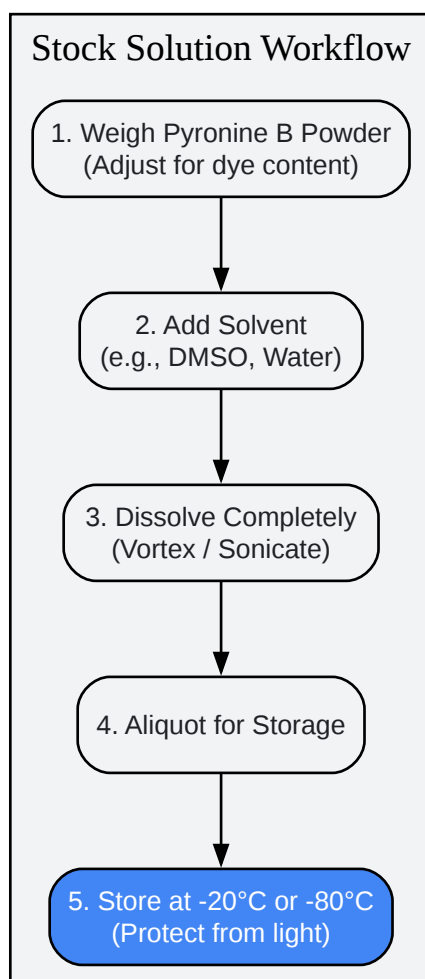 Stock Solution Workflow
1. Weigh Pyronine B Powder
(Adjust for dye content)
2. Add Solvent
(e.g., DMSO, Water)
3. Dissolve Completely
(Vortex / Sonicate)
4. Aliquot for Storage
5. Store at -20°C or -80°C
(Protect from light)